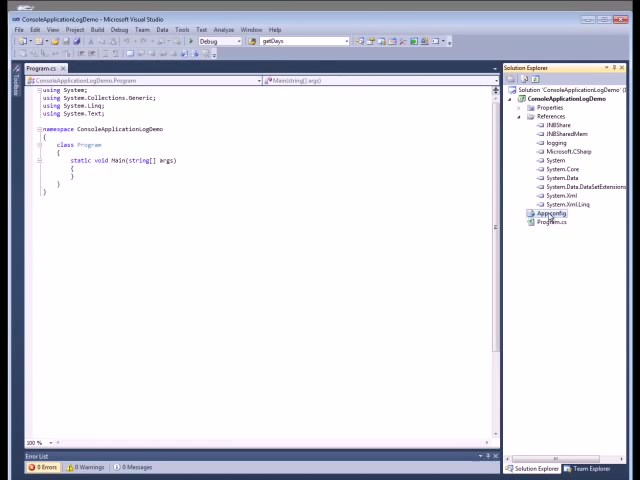 ConsoleApplicationLogDemo - Microsoft Visual Studio
File Edit View Project Build Debug Team Data Tools Test Analyze Window Help
Debug getDays
Program.cs
Toolbox
ConsoleApplicationLogDemo.Program
Main(string[] args)
using System;
using System.Collections.Generic;
using System.Linq;
using System.Text;
namespace ConsoleApplicationLogDemo
{
class Program
{
static void Main(string[] args)
{
}
}
}
100 %
Error List
0 Errors 0 Warnings 0 Messages
Solution Explorer
Solution 'ConsoleApplicationLogDemo' (
ConsoleApplicationLogDemo
Properties
References
JNBShare
JNBSharedMem
logging
Microsoft.CSharp
System
System.Core
System.Data
System.Data.DataSetExtensions
System.Xml
System.Xml.Linq
App.config
Program.cs
Solution Explorer Team Explorer